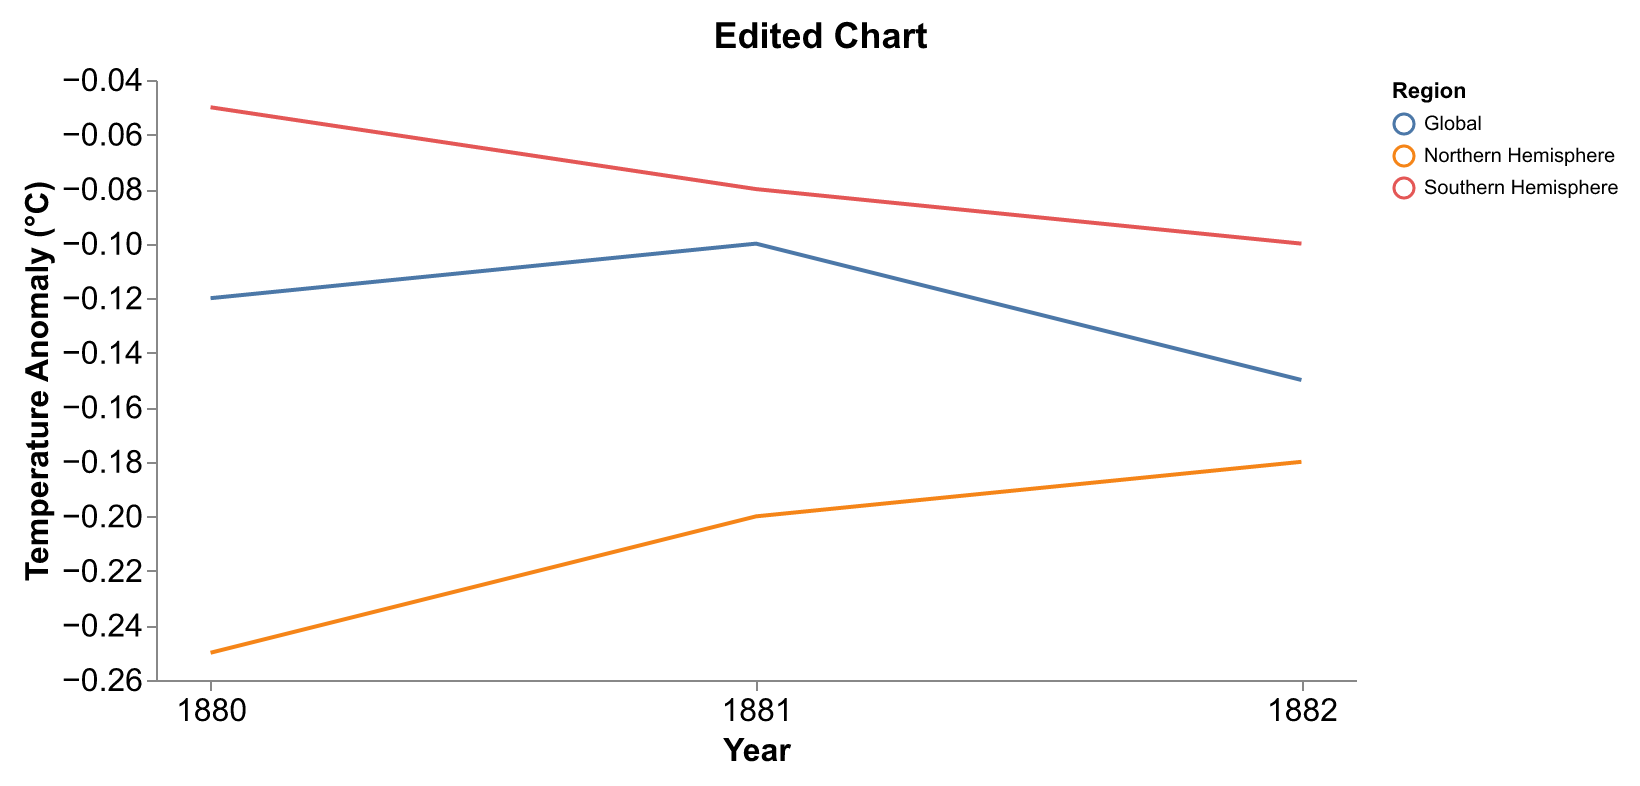 Edited Chart
Temperature Anomaly (°C)
−0.04
−0.06
−0.08
−0.10
−0.12
−0.14
−0.16
−0.18
−0.20
−0.22
−0.24
−0.26
1880 1881 1882
Year
Region
Global
Northern Hemisphere
Southern Hemisphere